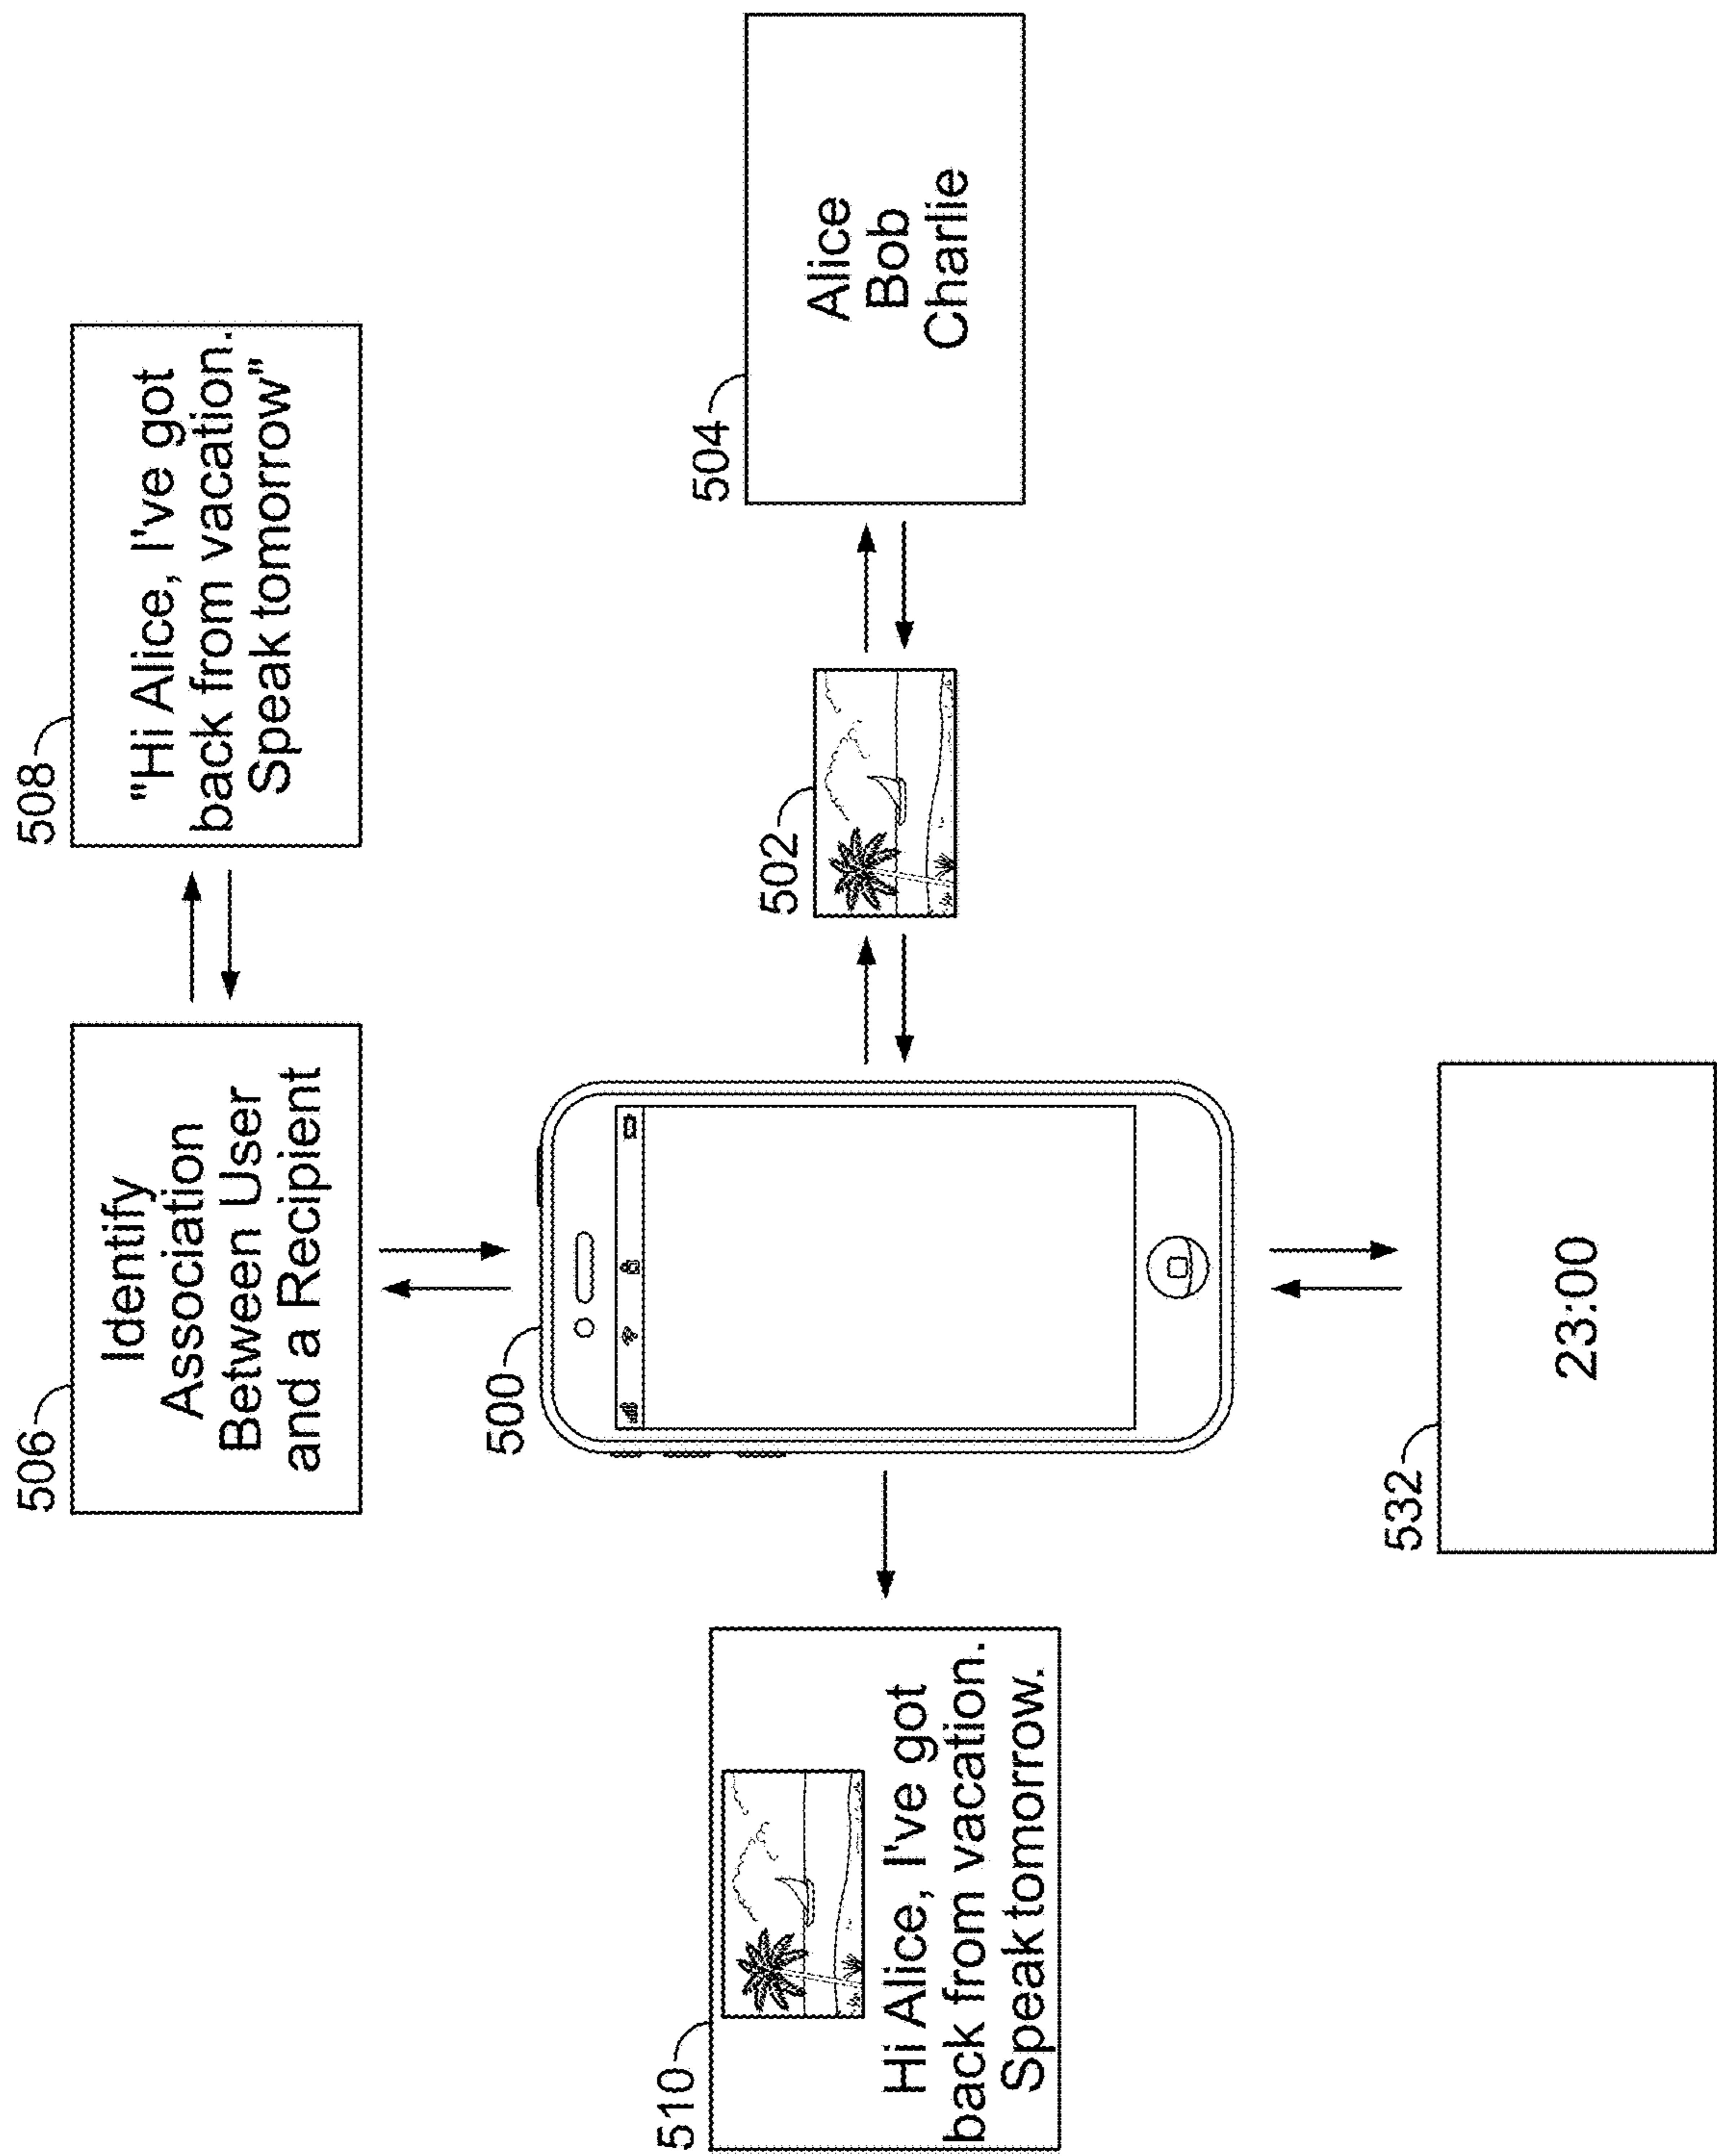 506
Identify
Association
Between User
and a Recipient
508
"Hi Alice, I've got
back from vacation.
Speak tomorrow"
500
510
Hi Alice, I've got
back from vacation.
Speak tomorrow.
502
504
Alice
Bob
Charlie
532
23:00